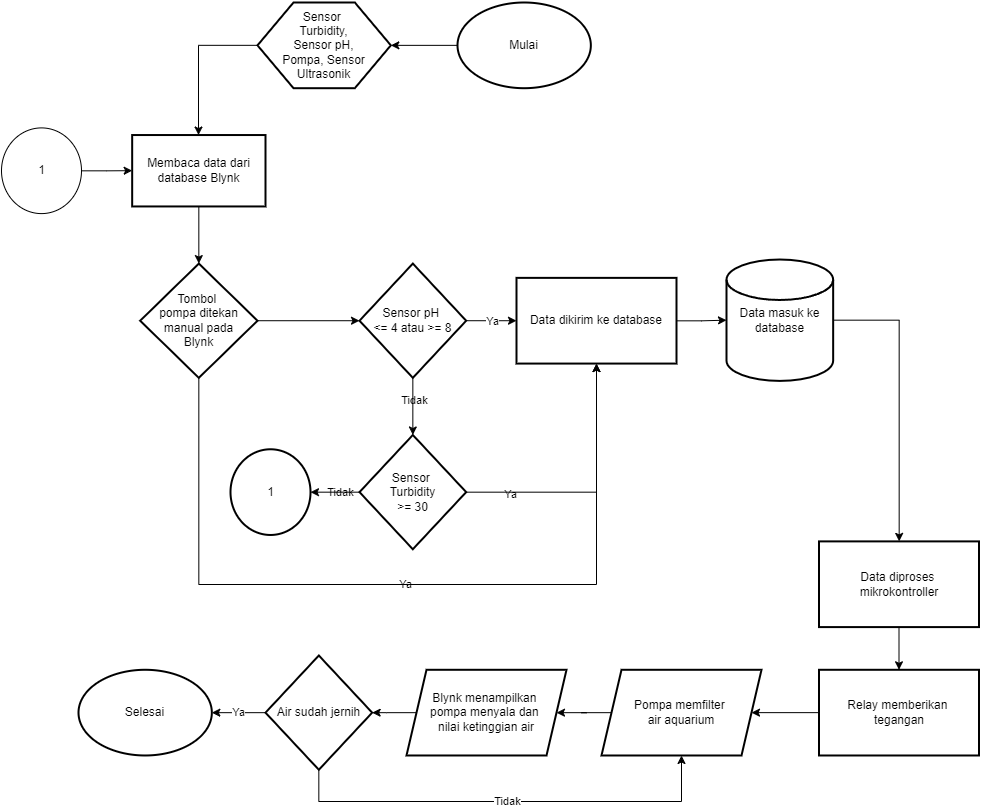 Sensor
Turbidity,
Sensor pH,
Pompa, Sensor
Ultrasonik
Mulai
1
Membaca data dari
database Blynk
Tombol
pompa ditekan
manual pada
Blynk
Sensor pH
<= 4 atau >= 8
Ya
Data dikirim ke database
Data masuk ke
database
Tidak
1
Tidak
Sensor
Turbidity
>= 30
Ya
Ya
Data diproses
mikrokontroller
Selesai
Ya
Air sudah jernih
Blynk menampilkan
pompa menyala dan
nilai ketinggian air
Pompa memfilter
air aquarium
Relay memberikan
tegangan
Tidak